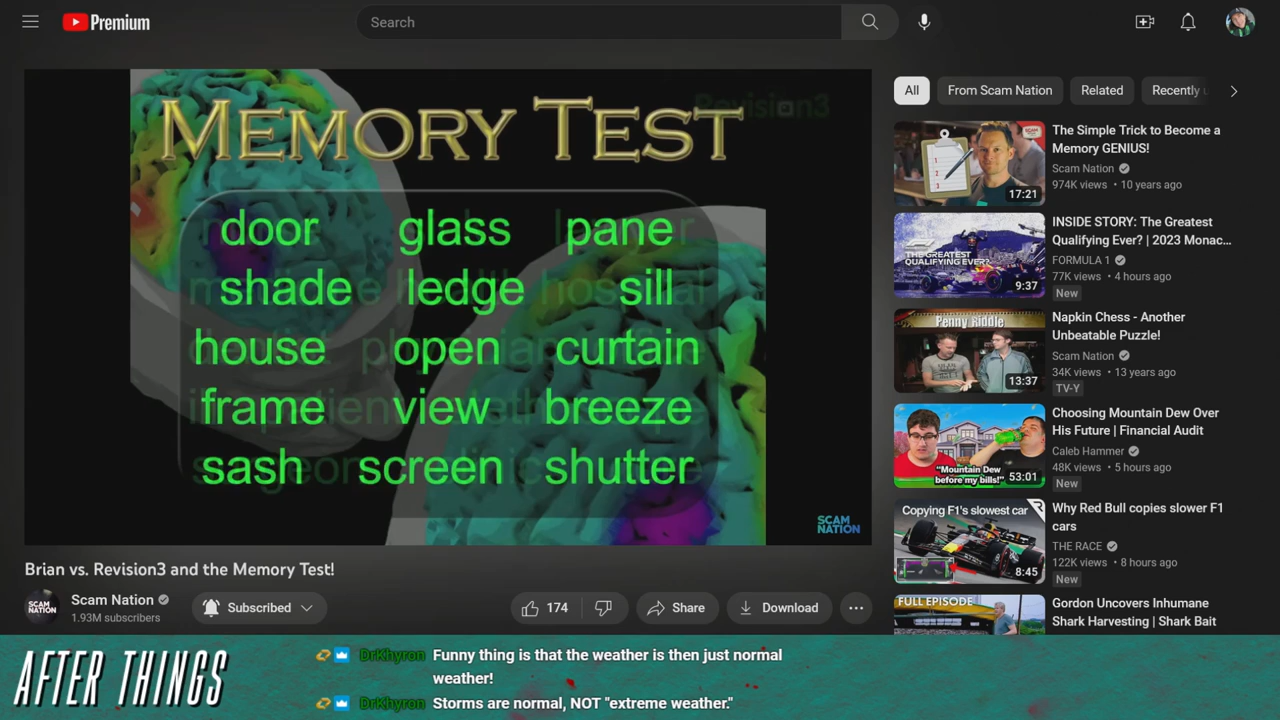 Premium
Search
Revision3
MEMORY TEST
door glass pane
shade ledge sill
house open curtain
frame view breeze
sash screen shutter
SCAM
NATION
Brian vs. Revision3 and the Memory Test!
SCAM
NATION
Scam Nation
1.93M subscribers
Subscribed
174
Share
Download
All
From Scam Nation
Related
Recently
17:21
The Simple Trick to Become a
Memory GENIUS!
Scam Nation
974K views • 10 years ago
THE GREATEST
QUALIFYING EVER?
9:37
INSIDE STORY: The Greatest
Qualifying Ever? | 2023 Monac...
FORMULA 1
77K views • 4 hours ago
New
Penny Riddle
13:37
Napkin Chess - Another
Unbeatable Puzzle!
Scam Nation
34K views • 13 years ago
TV-Y
"Mountain Dew
before my bills!"
53:01
Choosing Mountain Dew Over
His Future | Financial Audit
Caleb Hammer
48K views • 5 hours ago
New
Copying F1's slowest car
8:45
Why Red Bull copies slower F1
cars
THE RACE
122K views • 8 hours ago
New
FULL EPISODE
Gordon Uncovers Inhumane
Shark Harvesting | Shark Bait
AFTER THINGS
DrKhyron Funny thing is that the weather is then just normal
weather!
DrKhyron Storms are normal, NOT "extreme weather."